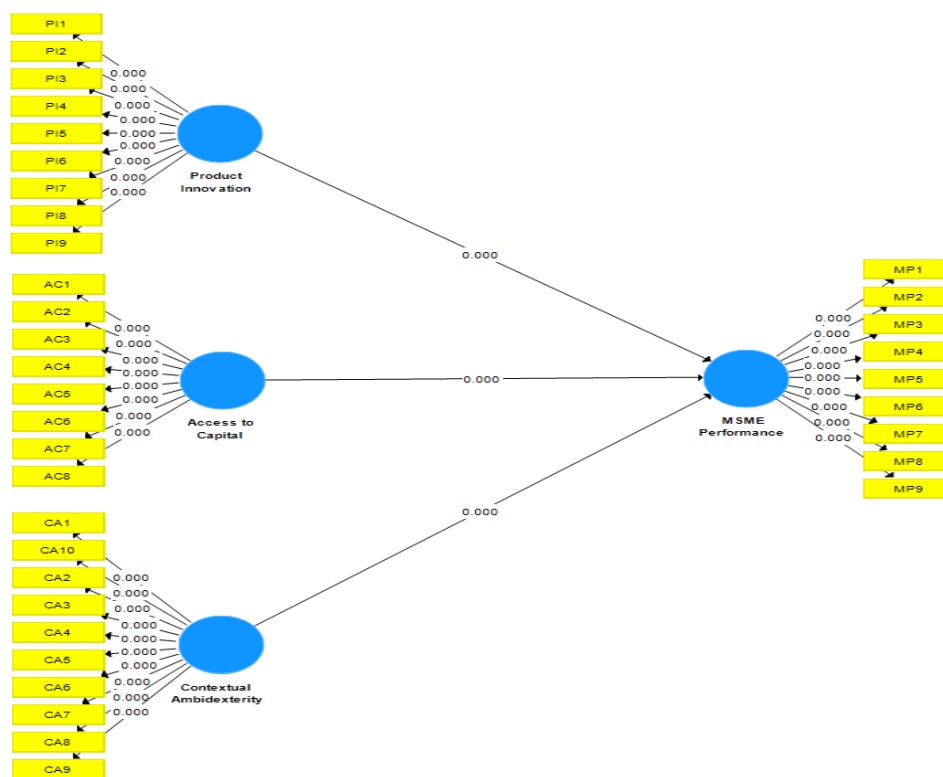 PI1
PI2
PI3
PI4
PI5
PI6
PI7
PI8
PI9
0.000
0.000
0.000
0.000
0.000
0.000
0.000
0.000
0.000
Product
Innovation
0.000
AC1
AC2
AC3
AC4
AC5
AC6
AC7
AC8
0.000
0.000
0.000
0.000
0.000
0.000
0.000
0.000
Access to
Capital
0.000
CA1
CA10
CA2
CA3
CA4
CA5
CA6
CA7
CA8
CA9
0.000
0.000
0.000
0.000
0.000
0.000
0.000
0.000
0.000
0.000
Contextual
Ambidexterity
0.000
MSME
Performance
0.000
0.000
0.000
0.000
0.000
0.000
0.000
0.000
0.000
MP1
MP2
MP3
MP4
MP5
MP6
MP7
MP8
MP9